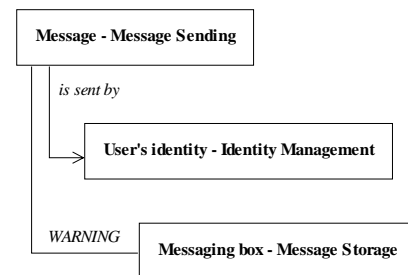 Message - Message Sending
is sent by
User's identity - Identity Management
WARNING
Messaging box - Message Storage